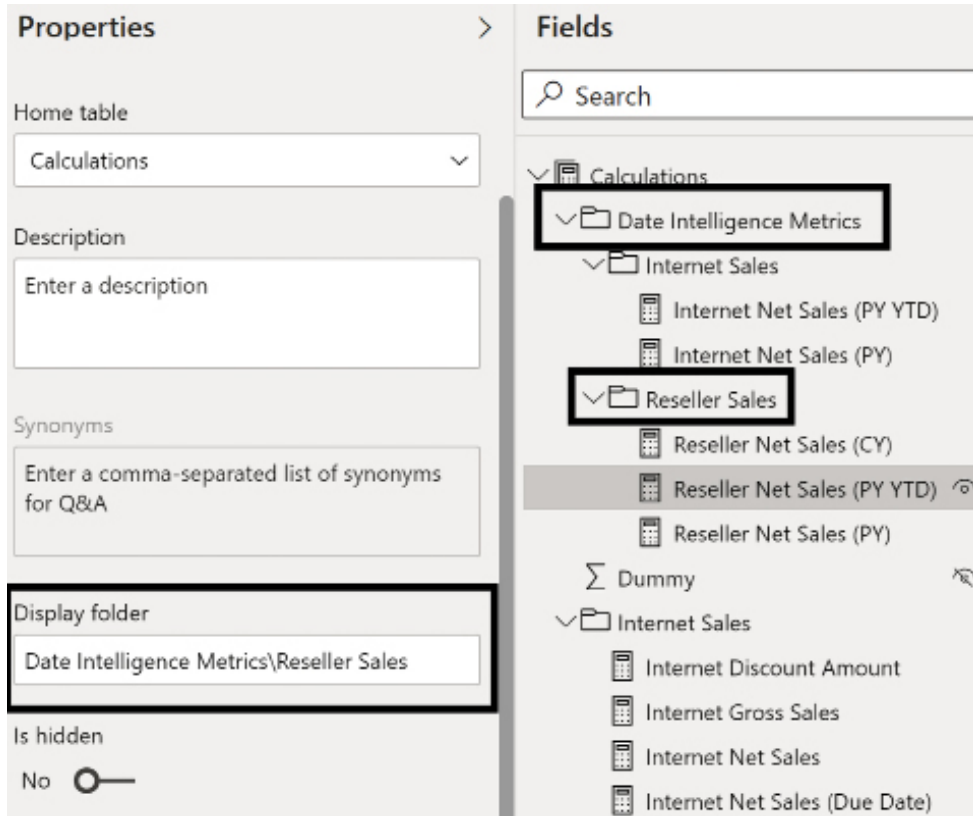 Properties
Home table
Calculations
Description
Enter a description
Synonyms
Enter a comma-separated list of synonyms
for Q&A
Display folder
Date Intelligence Metrics\Reseller Sales
Is hidden
No
Fields
Search
Calculations
Date Intelligence Metrics
Internet Sales
Internet Net Sales (PY YTD)
Internet Net Sales (PY)
Reseller Sales
Reseller Net Sales (CY)
Reseller Net Sales (PY YTD)
Reseller Net Sales (PY)
Dummy
Internet Sales
Internet Discount Amount
Internet Gross Sales
Internet Net Sales
Internet Net Sales (Due Date)